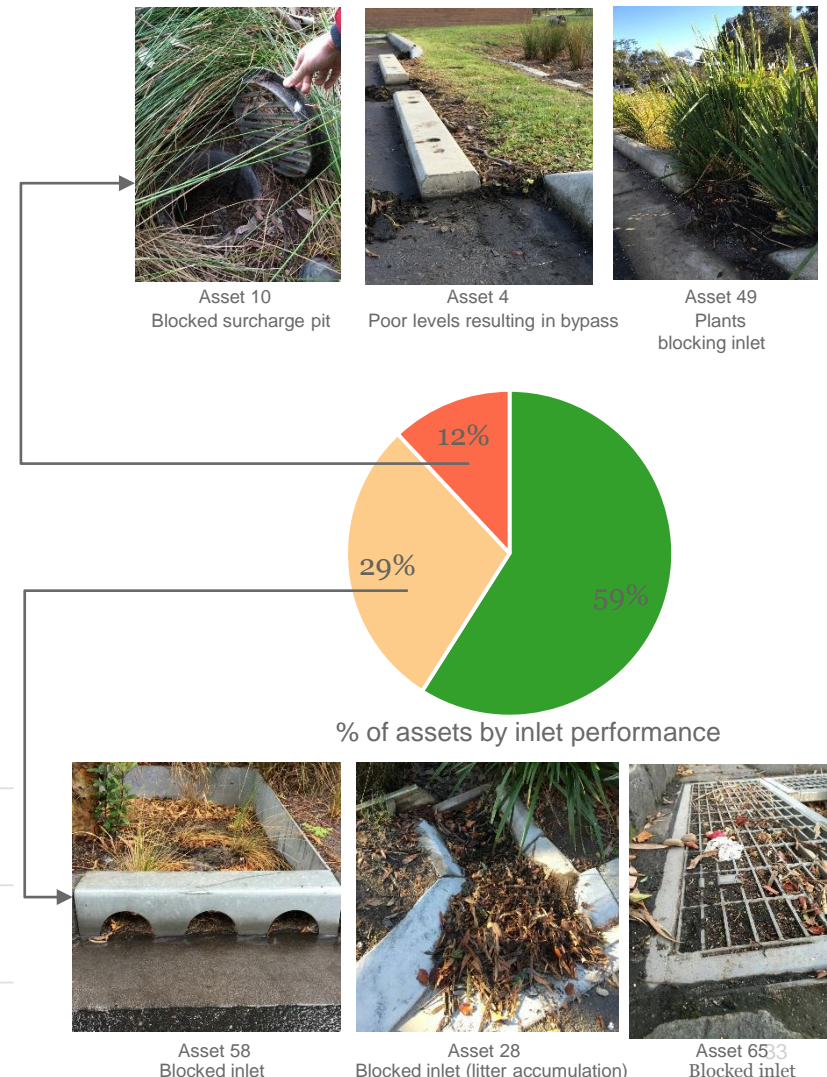 Asset 10
Blocked surcharge pit
Asset 4
Poor levels resulting in bypass
Asset 49
Plants
blocking inlet
12%
29%
59%
% of assets by inlet performance
Asset 58
Blocked inlet
Asset 28
Blocked inlet (litter accumulation)
Asset 65
33
Blocked inlet